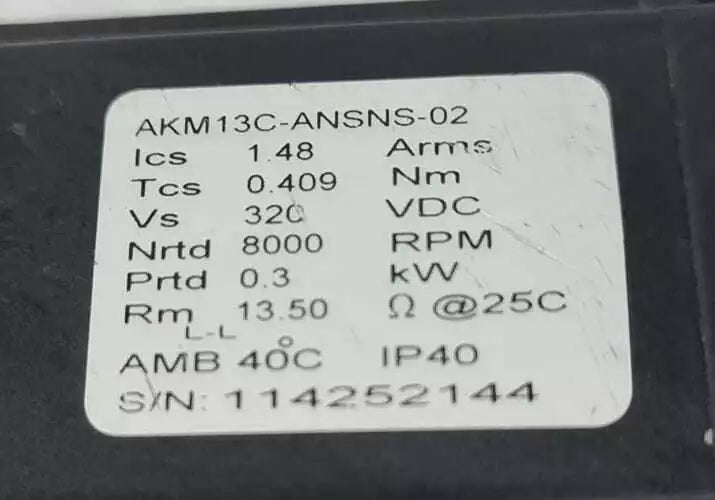 AKM13C-ANSNS-02
Ics 1.48 Arms
Tcs 0.409 Nm
Vs 320 VDC
Nrtd 8000 RPM
Prtd 0.3 kW
Rm 13.50 Ω @25C
L-L
AMB 40°C IP40
S/N: 114252144